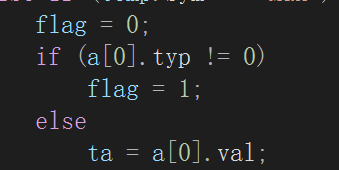 flag = 0;
if (a[0].typ != 0)
flag = 1;
else
ta = a[0].val;